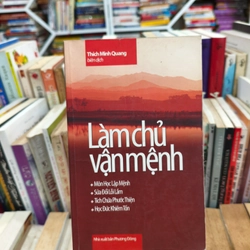 Thích Minh Quang
Biên dịch
Làm chủ
vận mệnh
• Môn Học Lập Mệnh
• Sửa Đổi Lỗi Lầm
• Tích Chứa Phước Thiện
• Học Đức Khiêm Tốn
Nhà xuất bản Phương Đông